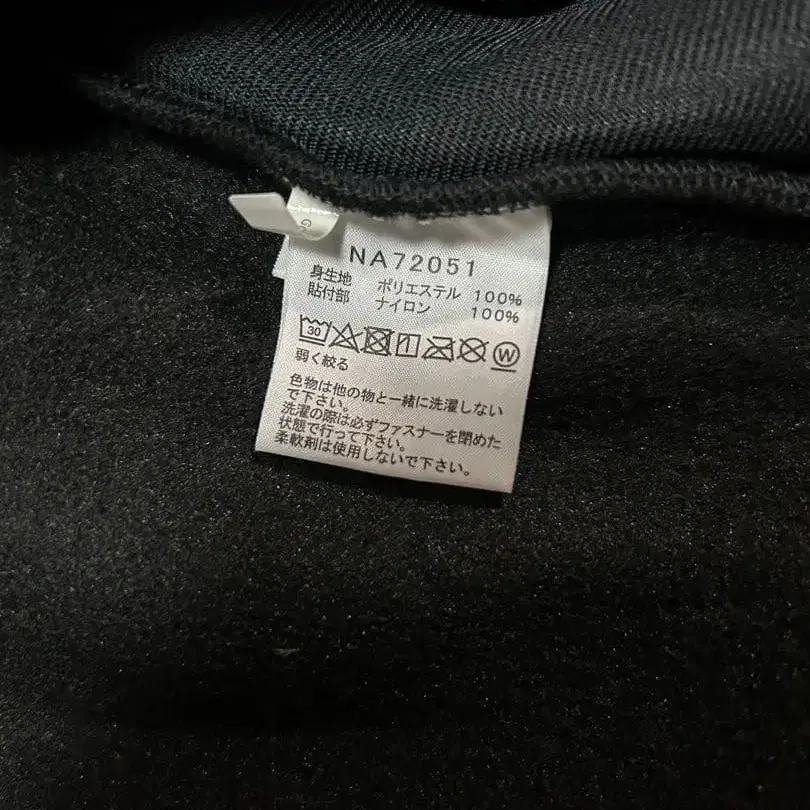 NA72051
身生地 ポリエステル 100%
貼付部 ナイロン 100%
30 W
弱く絞る
色物は他の物と一緒に洗濯しない
で下さい。
洗濯の際は必ずファスナーを閉めた
状態で行って下さい。
柔軟剤は使用しないで下さい。